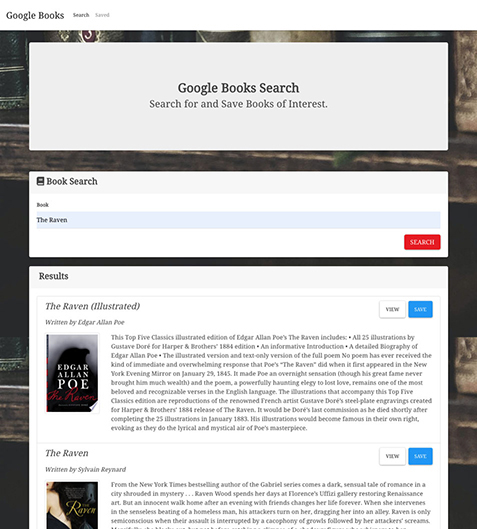 Google Books Search Saved
Google Books Search
Search for and Save Books of Interest.
Book Search
Book
The Raven
SEARCH
Results
The Raven (Illustrated)
VIEW SAVE
Written by Edgar Allan Poe
This Top Five Classics illustrated edition of Edgar Allan Poe's The Raven includes: • All 25 illustrations by
Gustave Doré for Harper & Brothers' 1884 edition • An informative Introduction • A detailed Biography of
Edgar Allan Poe • The illustrated version and text-only version of the full poem No poem has ever received the
kind of immediate and overwhelming response that Poe's "The Raven" did when it first appeared in the New
York Evening Mirror on January 29, 1845. It made Poe an overnight sensation (though his great fame never
brought him much wealth) and the poem, a powerfully haunting elegy to lost love, remains one of the most
beloved and recognizable verses in the English language. The illustrations that accompany this Top Five
Classics edition are reproductions of the renowned French artist Gustave Doré's steel-plate engravings created
for Harper & Brothers' 1884 release of The Raven. It would be Doré's last commission as he died shortly after
completing the 25 illustrations in January 1883. His illustrations would become famous in their own right,
evoking as they do the lyrical and mystical air of Poe's masterpiece.
EDGAR
ALLAN
POE
The Raven
The Raven
VIEW SAVE
Written by Sylvain Reynard
From the New York Times bestselling author of the Gabriel series comes a dark, sensual tale of romance in a
city shrouded in mystery . . . Raven Wood spends her days at Florence's Uffizi gallery restoring Renaissance
art. But an innocent walk home after an evening with friends changes her life forever. When she intervenes
in the senseless beating of a homeless man, his attackers turn on her, dragging her into an alley. Raven is only
semiconscious when their assault is interrupted by a cacophony of growls followed by her attackers' screams.
Raven